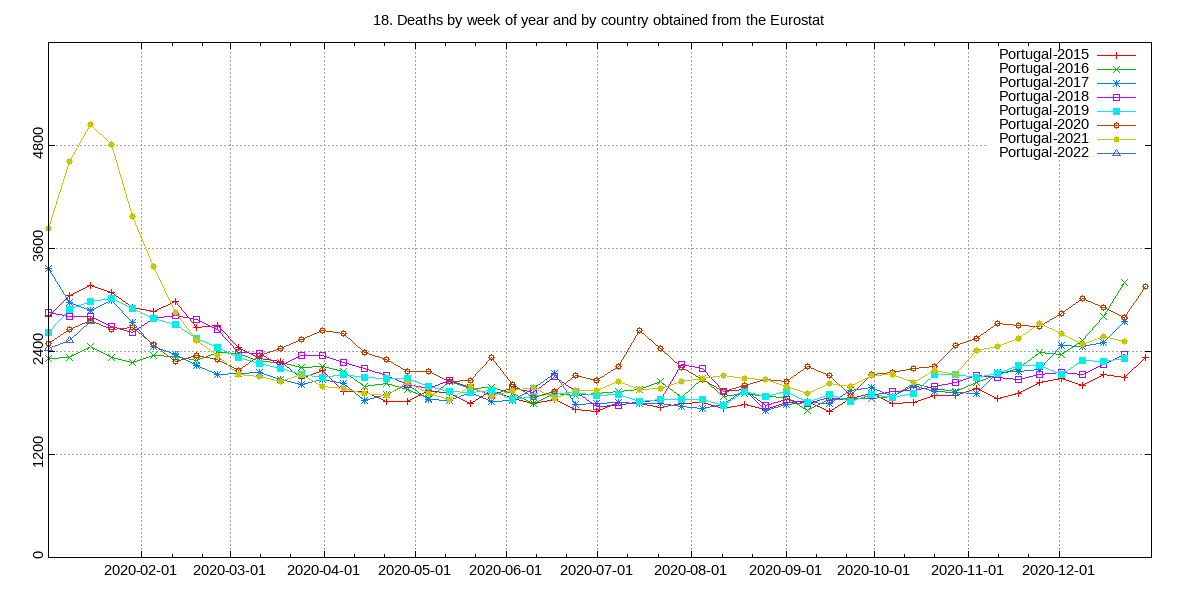 18. Deaths by week of year and by country obtained from the Eurostat
Portugal-2015
Portugal-2016
Portugal-2017
Portugal-2018
Portugal-2019
Portugal-2020
Portugal-2021
Portugal-2022
4800
3600
2400
1200
0
2020-02-01 2020-03-01 2020-04-01 2020-05-01 2020-06-01 2020-07-01 2020-08-01 2020-09-01 2020-10-01 2020-11-01 2020-12-01